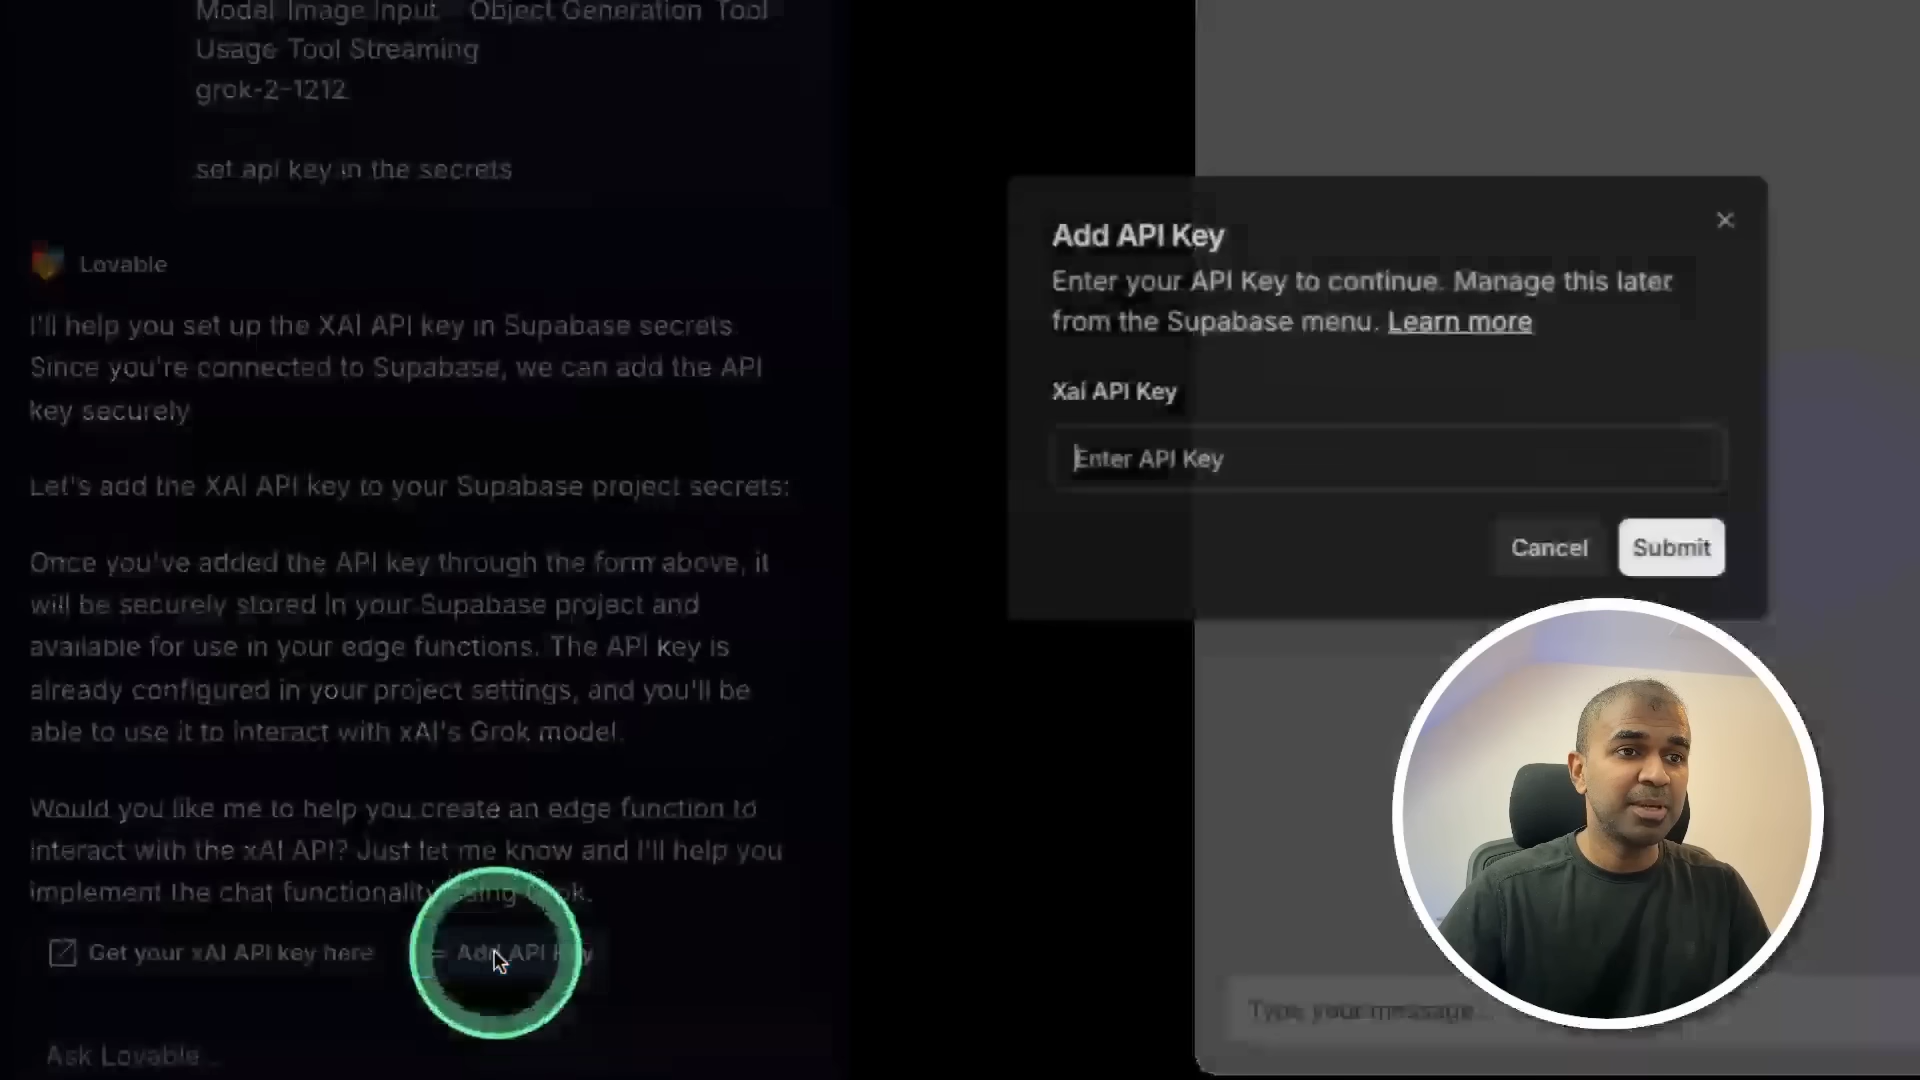 Model Image Input Object Generation Tool
Usage Tool Streaming
grok-2-1212
set api key in the secrets
Lovable
I'll help you set up the XAI API key in Supabase secrets
Since you're connected to Supabase, we can add the API
key securely
Let's add the XAI API key to your Supabase project secrets:
Once you've added the API key through the form above, it
will be securely stored in your Supabase project and
available for use in your edge functions. The API key is
already configured in your project settings, and you'll be
able to use it to interact with xAI's Grok model.
Would you like me to help you create an edge function to
interact with the xAI API? Just let me know and I'll help you
implement the chat functionality using Grok.
Get your xAI API key here
Add API Key
Ask Lovable...
Add API Key
Enter your API Key to continue. Manage this later
from the Supabase menu. Learn more
Xai API Key
Enter API Key
Cancel
Submit
Type your message...